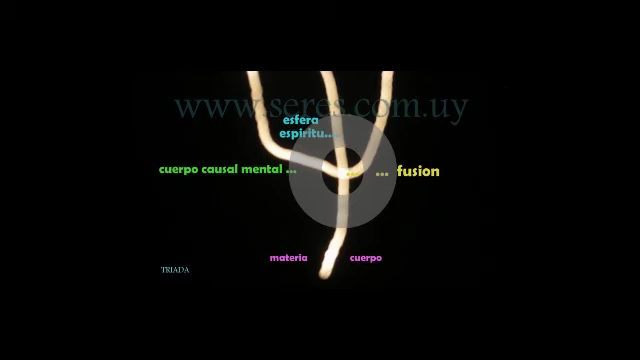 www.seres.com.uy
esfera
espiritu....
cuerpo causal mental ...
... fusion
materia cuerpo
TRIADA